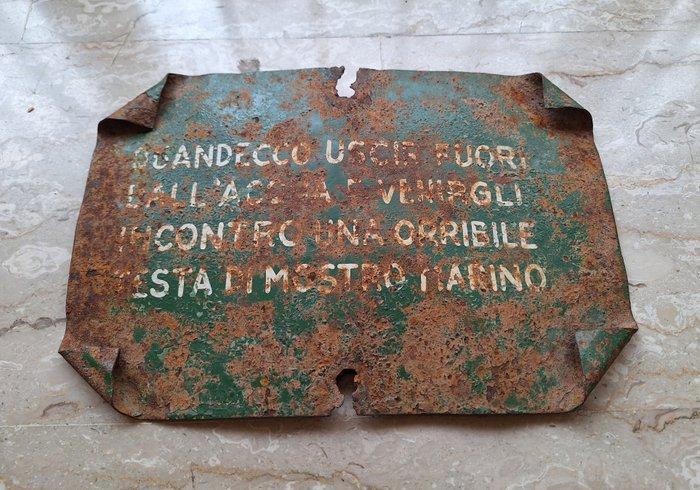 QUANDECCO USCIR FUORI
DALL'ACQUA E VENIRGLI
INCONTRO UNA ORRIBILE
TESTA DI MOSTRO MARINO